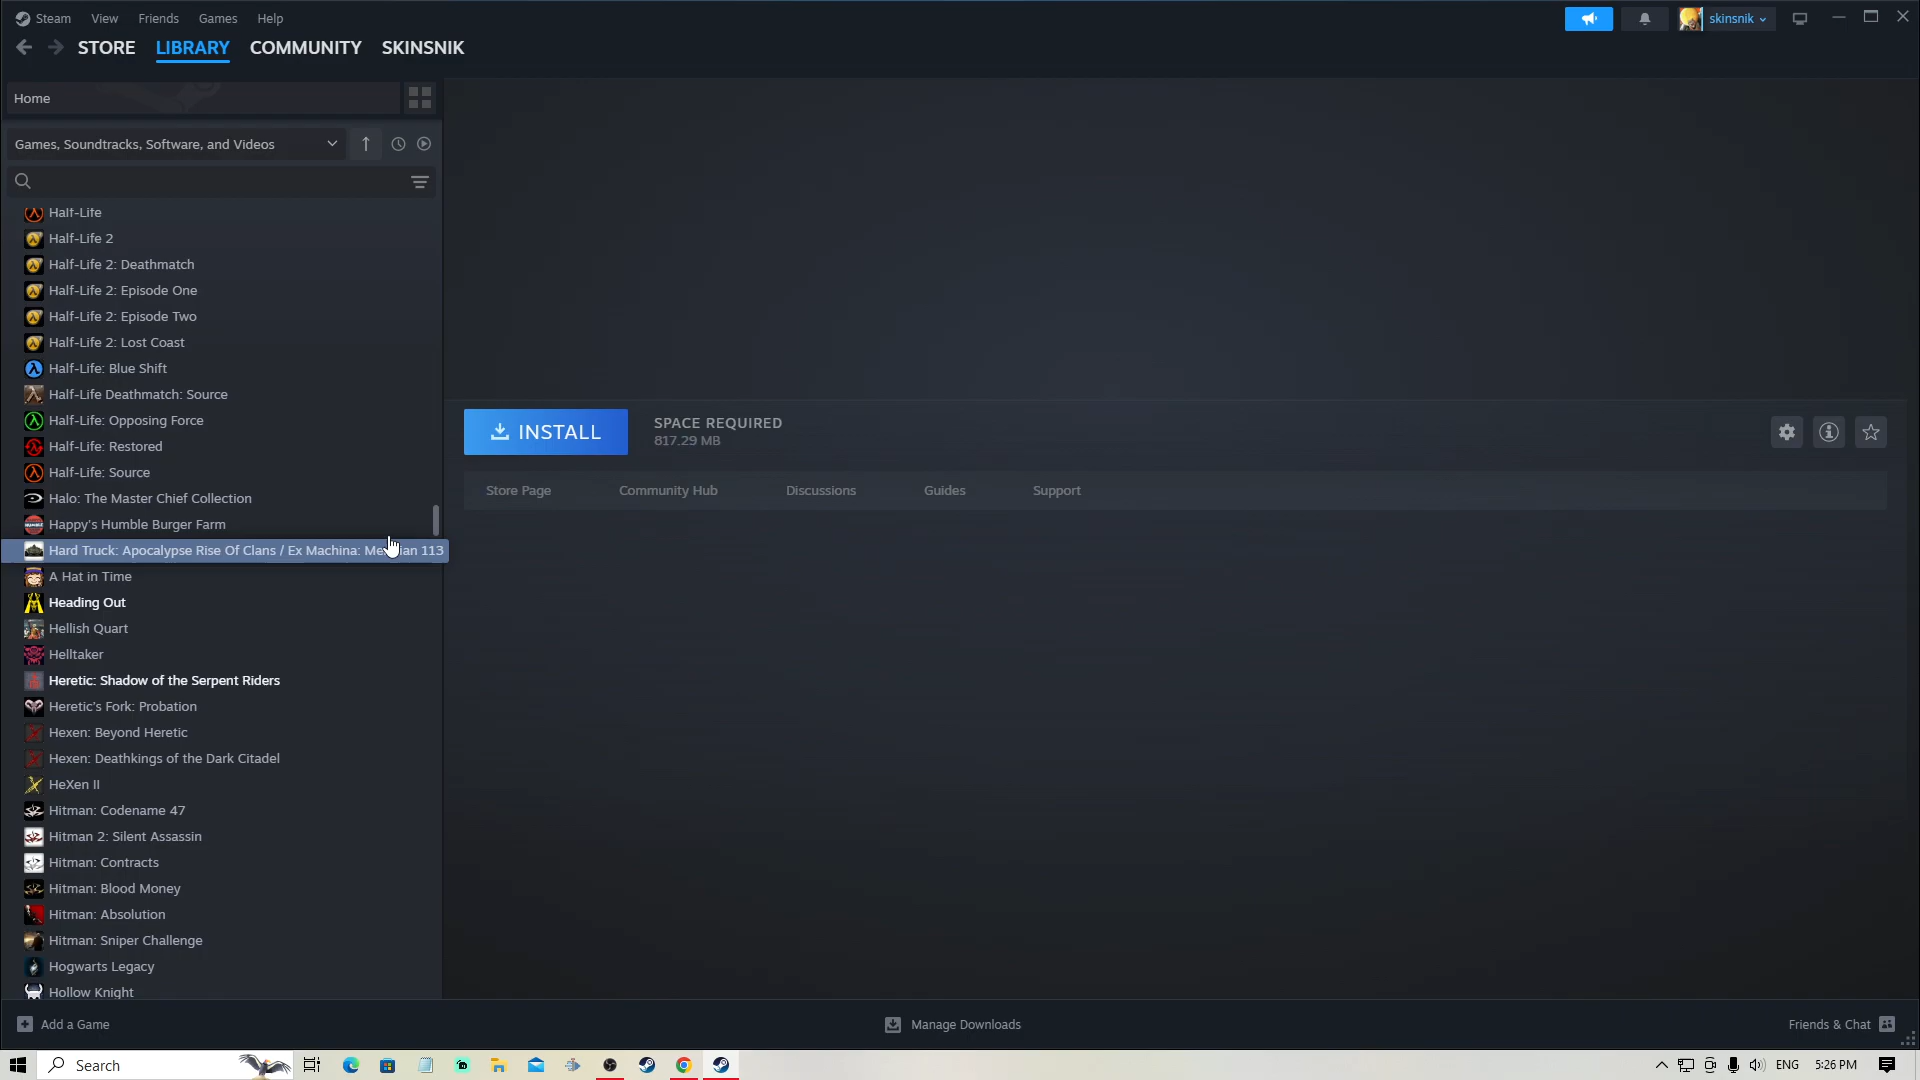 Steam View Friends Games Help
skinsnik
STORE LIBRARY COMMUNITY SKINSNIK
Home
Games, Soundtracks, Software, and Videos
Half-Life
Half-Life 2
Half-Life 2: Deathmatch
Half-Life 2: Episode One
Half-Life 2: Episode Two
Half-Life 2: Lost Coast
Half-Life: Blue Shift
Half-Life Deathmatch: Source
Half-Life: Opposing Force
Half-Life: Restored
Half-Life: Source
Halo: The Master Chief Collection
Happy's Humble Burger Farm
Hard Truck: Apocalypse Rise Of Clans / Ex Machina: Meridian 113
A Hat in Time
Heading Out
Hellish Quart
Helltaker
Heretic: Shadow of the Serpent Riders
Heretic's Fork: Probation
Hexen: Beyond Heretic
Hexen: Deathkings of the Dark Citadel
HeXen II
Hitman: Codename 47
Hitman 2: Silent Assassin
Hitman: Contracts
Hitman: Blood Money
Hitman: Absolution
Hitman: Sniper Challenge
Hogwarts Legacy
Hollow Knight
INSTALL
SPACE REQUIRED
817.29 MB
Store Page Community Hub Discussions Guides Support
Add a Game
Manage Downloads
Friends & Chat
Search
ENG 5:26 PM